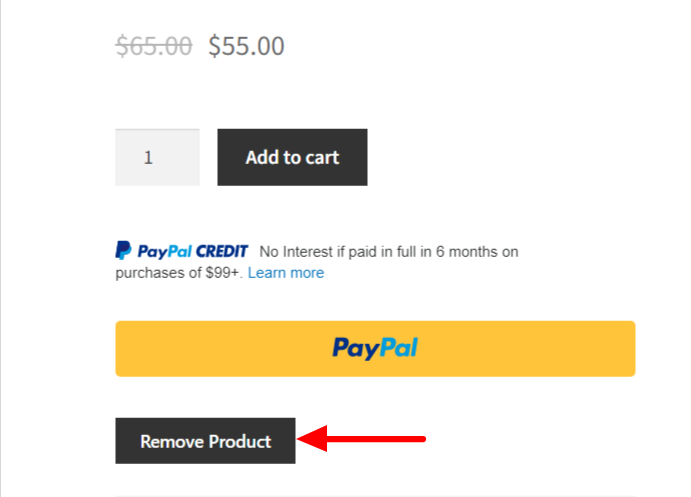 $65.00 $55.00
1 Add to cart
PayPal CREDIT No Interest if paid in full in 6 months on
purchases of $99+. Learn more
PayPal
Remove Product